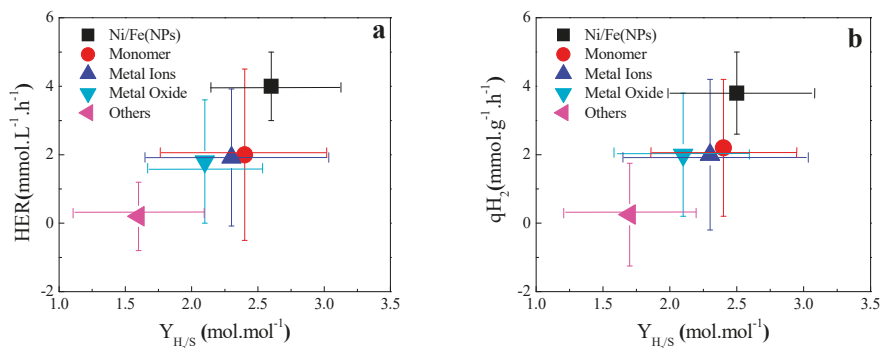 a
6
4
2
0
-2
HER(mmol.L⁻¹.h⁻¹)
Ni/Fe(NPs)
Monomer
Metal Ions
Metal Oxide
Others
1.0 1.5 2.0 2.5 3.0 3.5
Y_H/S (mol.mol⁻¹)
b
6
4
2
0
-2
qH₂(mmol.g⁻¹.h⁻¹)
Ni/Fe(NPs)
Monomer
Metal Ions
Metal Oxide
Others
1.0 1.5 2.0 2.5 3.0 3.5
Y_H/S (mol.mol⁻¹)